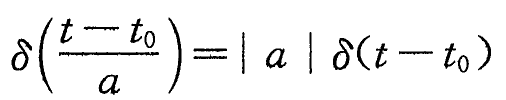 δ((t − t₀)/a) = | a | δ(t − t₀)